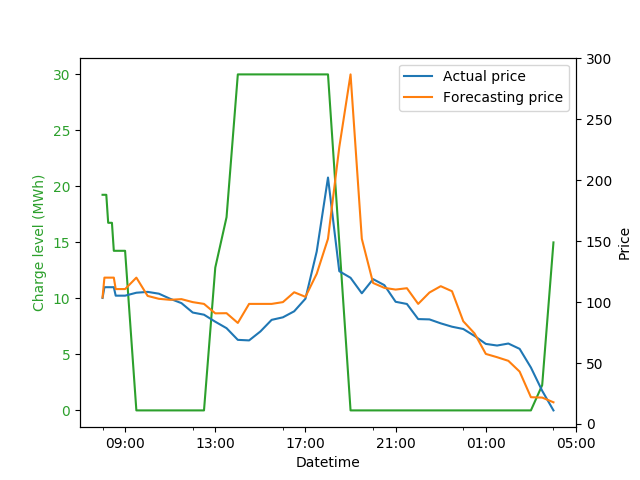 Actual price
Forecasting price
30
25
20
15
10
5
0
Charge level (MWh)
300
250
200
150
100
50
0
Price
09:00 13:00 17:00 21:00 01:00 05:00
Datetime